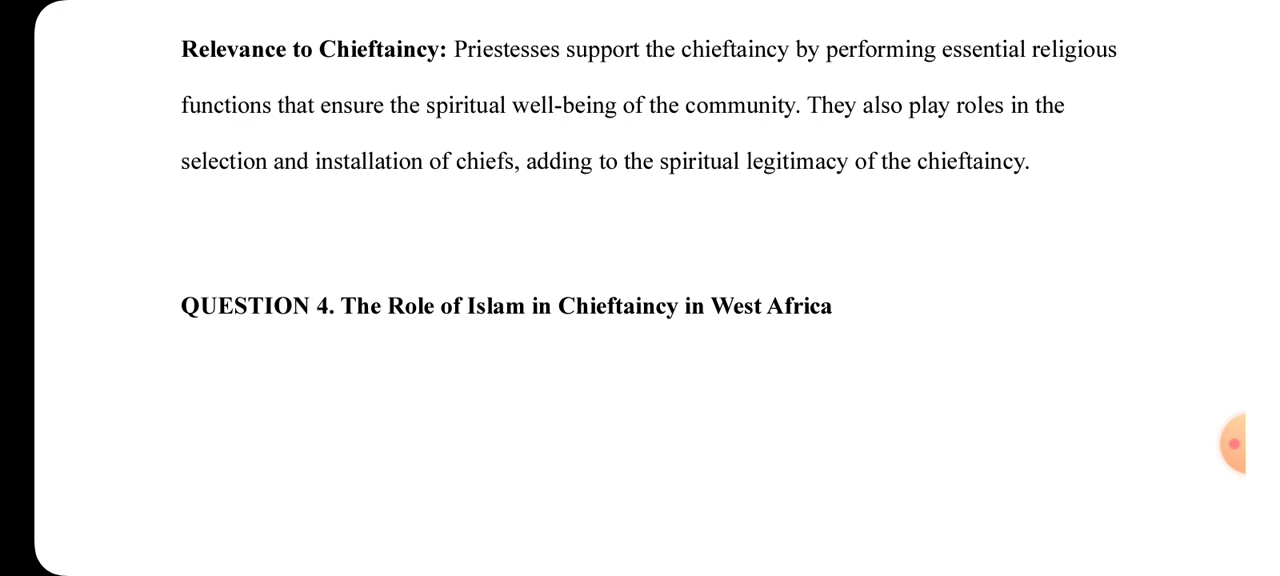 Relevance to Chieftaincy: Priestesses support the chieftaincy by performing essential religious
functions that ensure the spiritual well-being of the community. They also play roles in the
selection and installation of chiefs, adding to the spiritual legitimacy of the chieftaincy.
QUESTION 4. The Role of Islam in Chieftaincy in West Africa